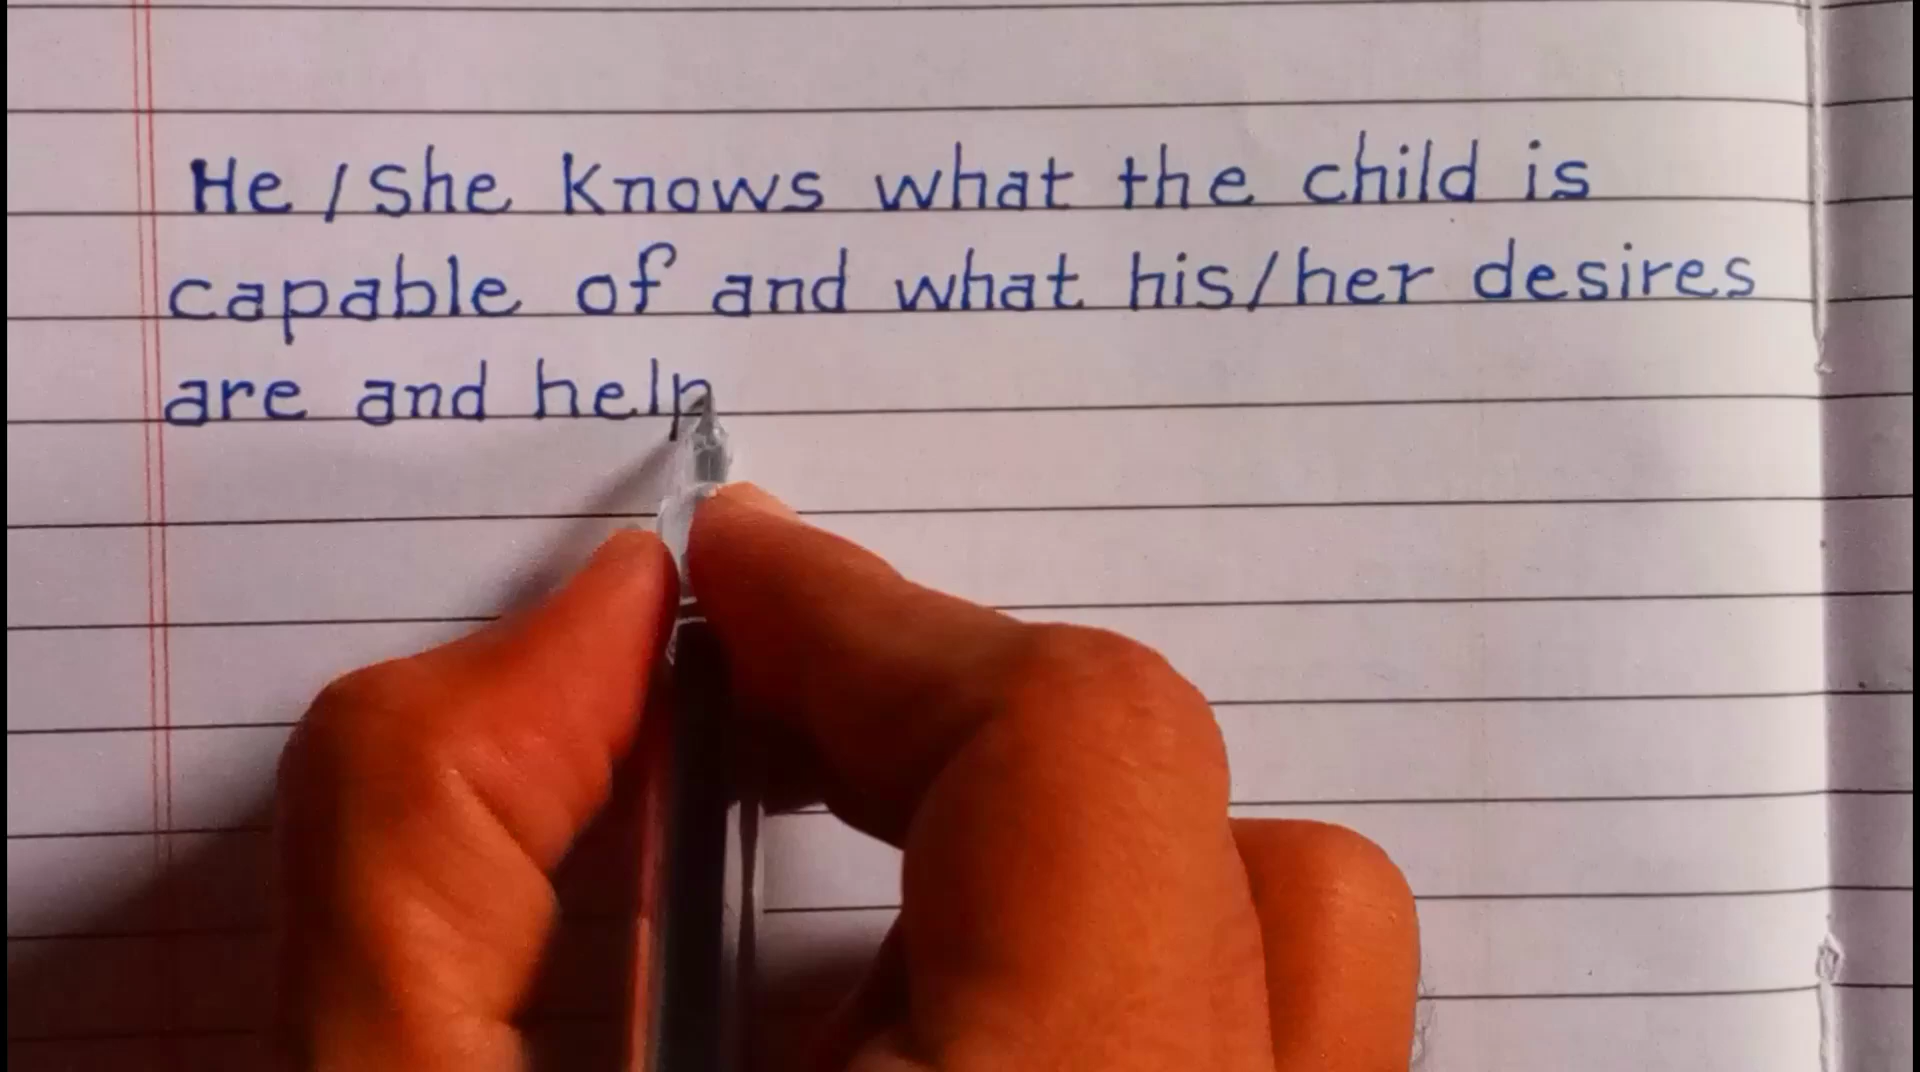 He / She knows what the child is
capable of and what his/her desires
are and help